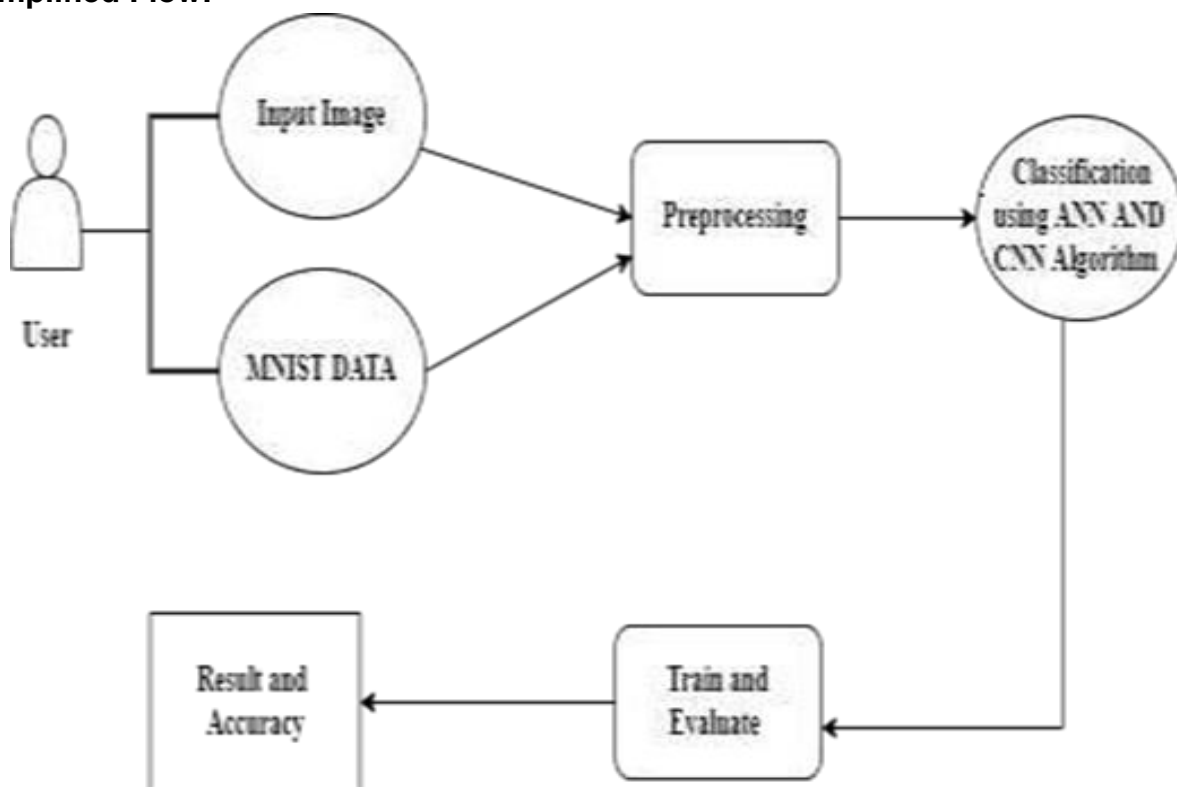 Input Image
User
MNIST DATA
Preprocessing
Classification
using ANN AND
CNN Algorithm
Train and
Evaluate
Result and
Accuracy